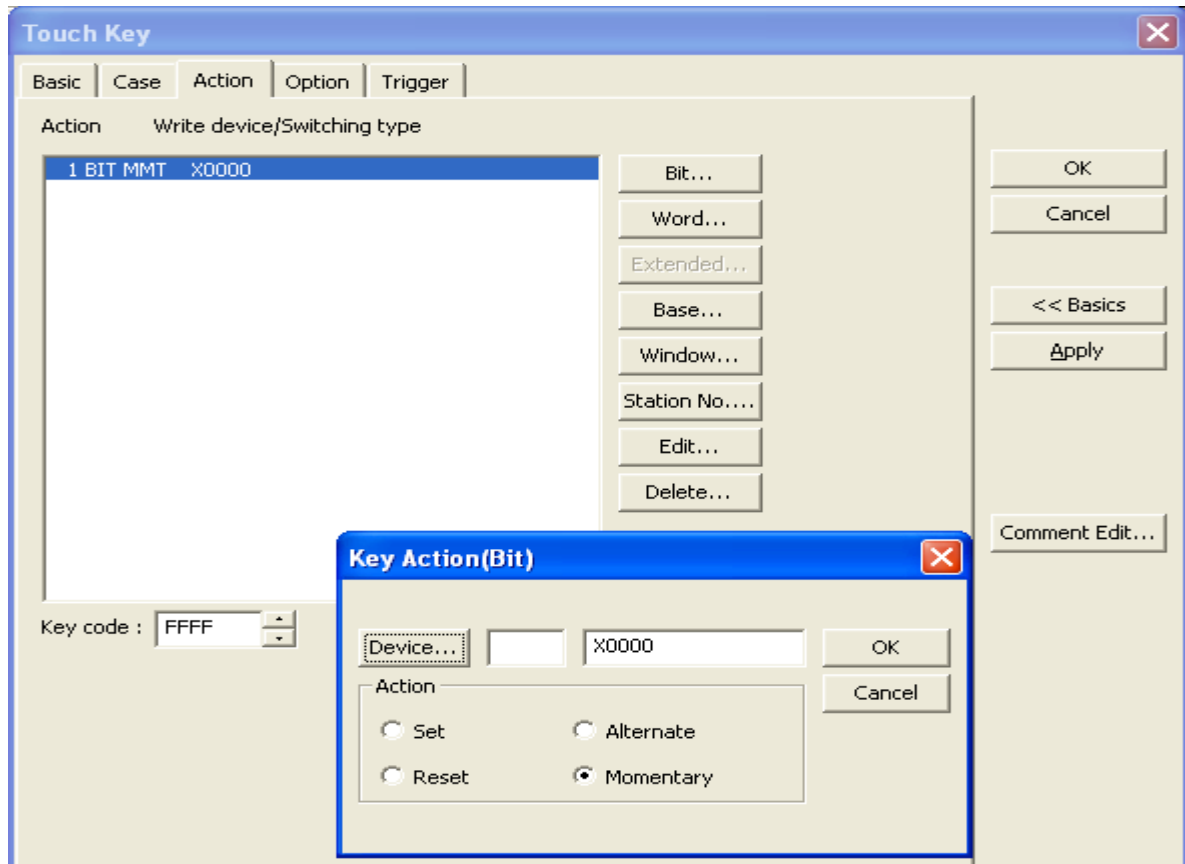 Touch Key
Basic Case Action Option Trigger
Action Write device/Switching type
1 BIT MMT X0000
Bit...
Word...
Extended...
Base...
Window...
Station No....
Edit...
Delete...
OK
Cancel
<< Basics
Apply
Comment Edit...
Key code : FFFF
Key Action(Bit)
Device... X0000 OK
Cancel
Action
Set Alternate
Reset Momentary